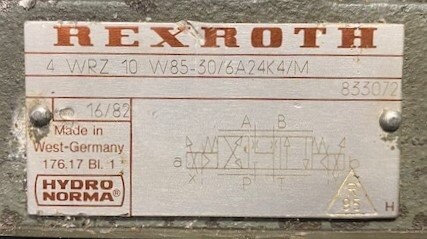 REXROTH
4 WRZ 10 W85-30/6A24K4/M
833072
16/82
Made in
West-Germany
176.17 Bl. 1
HYDRO
NORMA®
A B
a b
X
P T
H